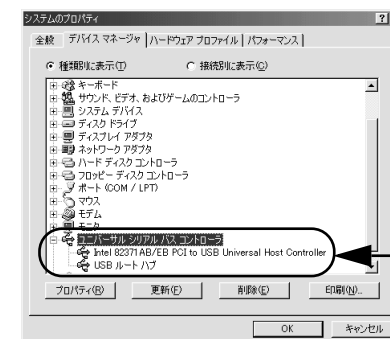 システムのプロパティ
?
全般 デバイス マネージャ ハードウェア プロファイル パフォーマンス
種類別に表示(T) 接続別に表示(C)
キーボード
サウンド、ビデオ、およびゲームのコントローラ
システム デバイス
ディスク ドライブ
ディスプレイ アダプタ
ネットワーク アダプタ
ハード ディスク コントローラ
フロッピー ディスク コントローラ
ポート (COM / LPT)
マウス
モデム
モニタ
ユニバーサル シリアル バス コントローラ
Intel 82371AB/EB PCI to USB Universal Host Controller
USB ルート ハブ
プロパティ(R) 更新(F) 削除(E) 印刷(N)...
OK キャンセル